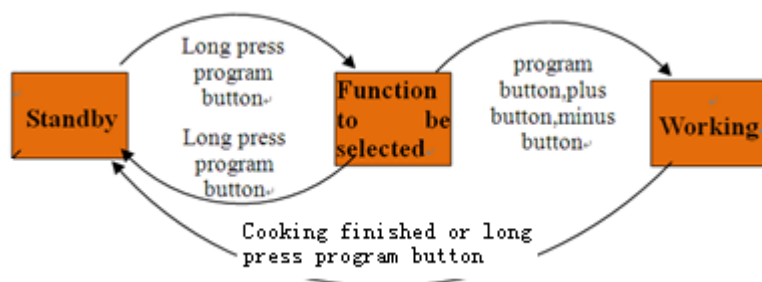 Long press
program
button
Standby
Long press
program
button
Function
to be
selected
program
button,plus
button,minus
button
Working
Cooking finished or long
press program button